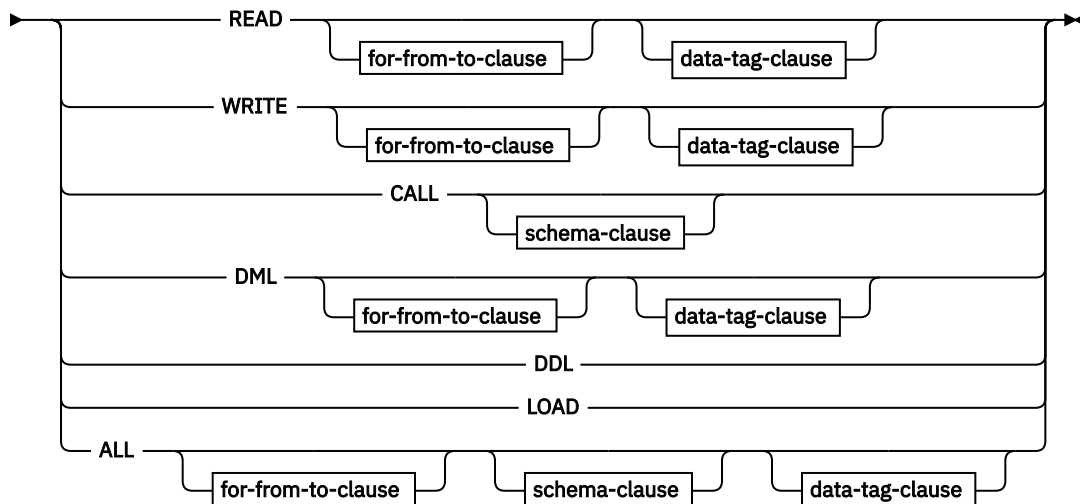 READ
for-from-to-clause data-tag-clause
WRITE
for-from-to-clause data-tag-clause
CALL
schema-clause
DML
for-from-to-clause data-tag-clause
DDL
LOAD
ALL
for-from-to-clause schema-clause data-tag-clause